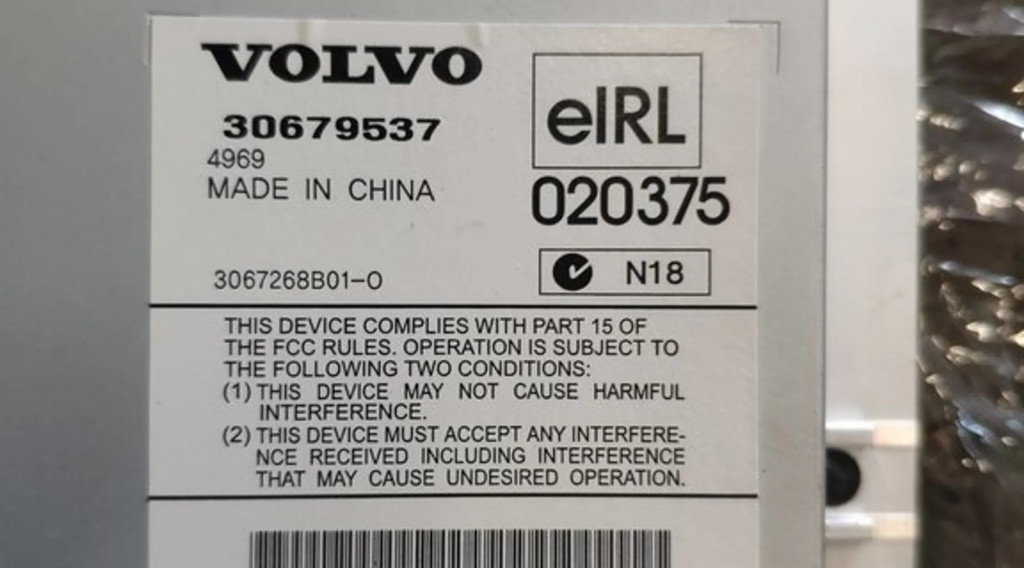 VOLVO
30679537
4969
MADE IN CHINA
eIRL
020375
3067268B01-O
N18
THIS DEVICE COMPLIES WITH PART 15 OF
THE FCC RULES. OPERATION IS SUBJECT TO
THE FOLLOWING TWO CONDITIONS:
(1) THIS DEVICE MAY NOT CAUSE HARMFUL
INTERFERENCE.
(2) THIS DEVICE MUST ACCEPT ANY INTERFERE-
NCE RECEIVED INCLUDING INTERFERENCE
THAT MAY CAUSE UNDESIRED OPERATION.